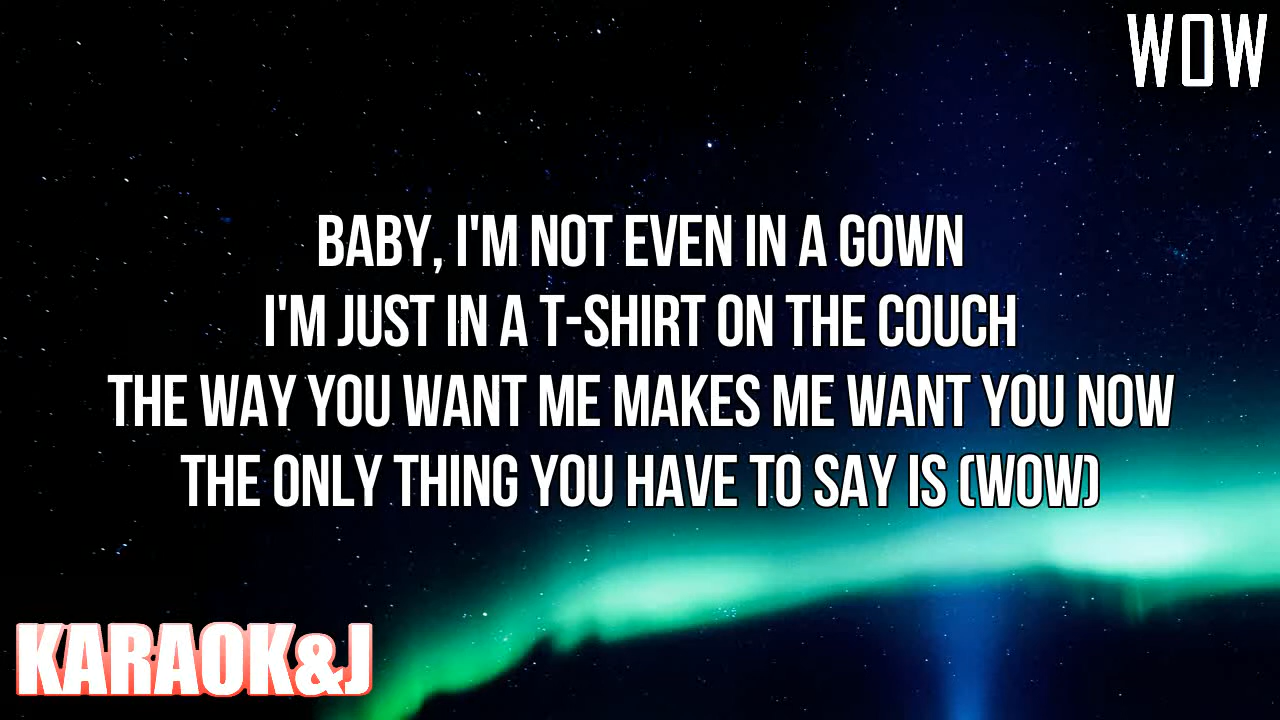 WOW
BABY, I'M NOT EVEN IN A GOWN
I'M JUST IN A T-SHIRT ON THE COUCH
THE WAY YOU WANT ME MAKES ME WANT YOU NOW
THE ONLY THING YOU HAVE TO SAY IS (WOW)
KARAOK&J